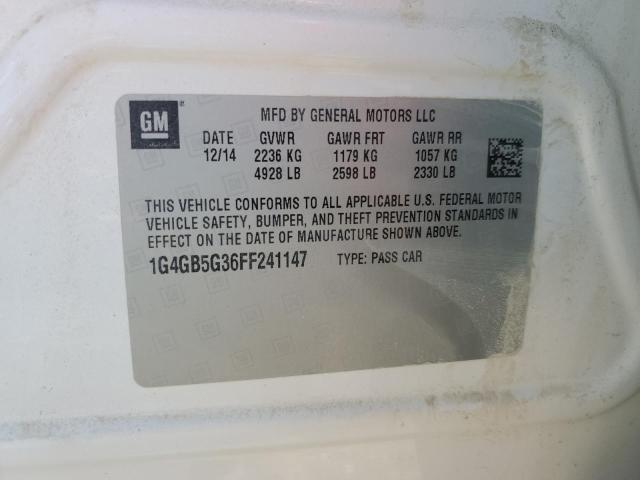 GM
MFD BY GENERAL MOTORS LLC
DATE GVWR GAWR FRT GAWR RR
12/14 2236 KG 1179 KG 1057 KG
4928 LB 2598 LB 2330 LB
THIS VEHICLE CONFORMS TO ALL APPLICABLE U.S. FEDERAL MOTOR
VEHICLE SAFETY, BUMPER, AND THEFT PREVENTION STANDARDS IN
EFFECT ON THE DATE OF MANUFACTURE SHOWN ABOVE.
1G4GB5G36FF241147 TYPE: PASS CAR